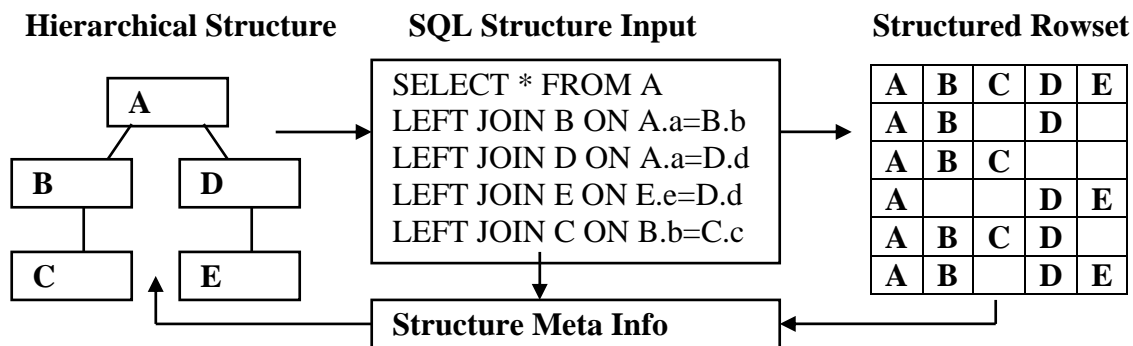 Hierarchical Structure SQL Structure Input Structured Rowset
A
B D
C E
SELECT * FROM A
LEFT JOIN B ON A.a=B.b
LEFT JOIN D ON A.a=D.d
LEFT JOIN E ON E.e=D.d
LEFT JOIN C ON B.b=C.c
Structure Meta Info
A B C D E
A B D
A B C
A D E
A B C D
A B D E